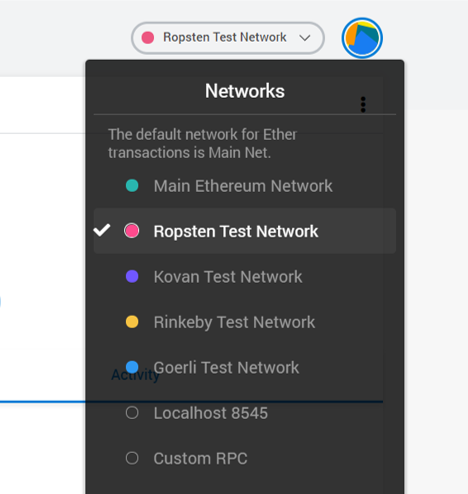 Ropsten Test Network
Networks
The default network for Ether
transactions is Main Net.
Main Ethereum Network
Ropsten Test Network
Kovan Test Network
Rinkeby Test Network
Goerli Test Network
Activity
Localhost 8545
Custom RPC